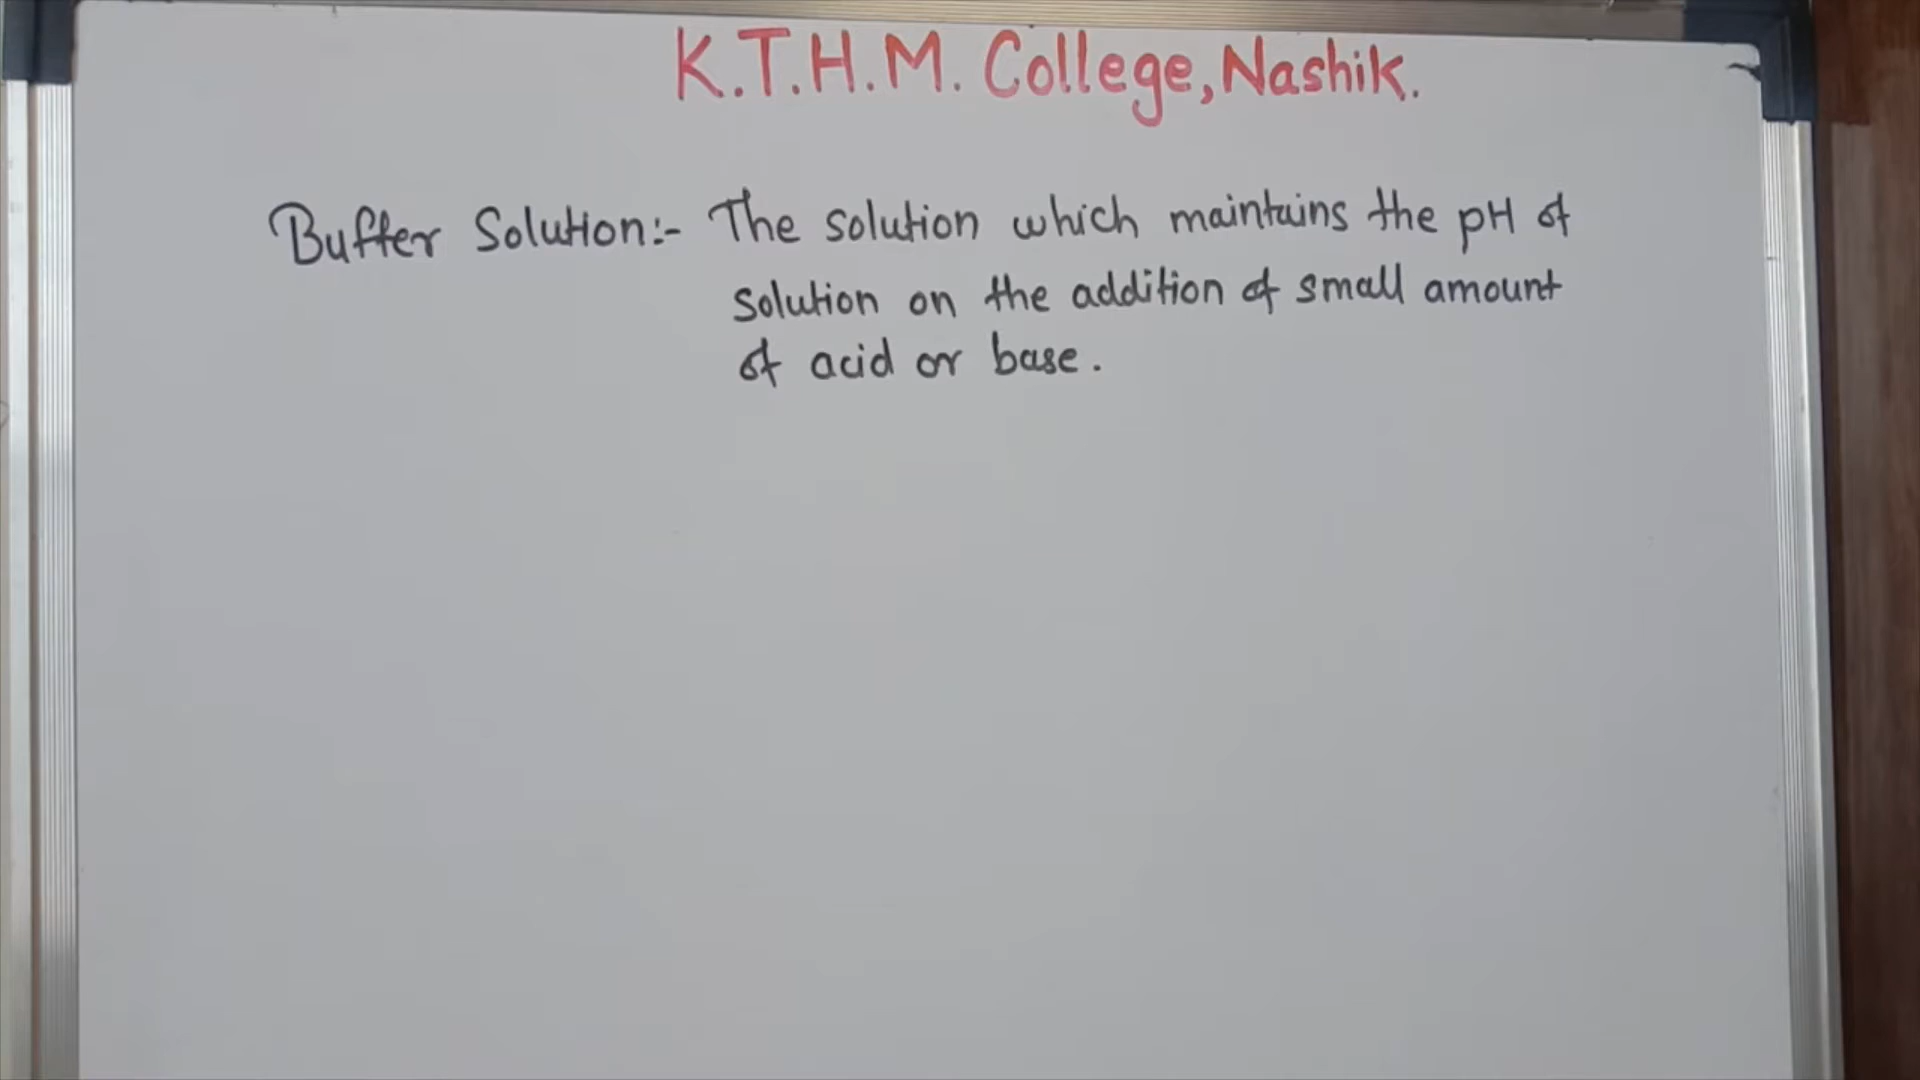 K.T.H.M. College, Nashik.
Buffer Solution:- The solution which maintains the pH of
solution on the addition of small amount
of acid or base.